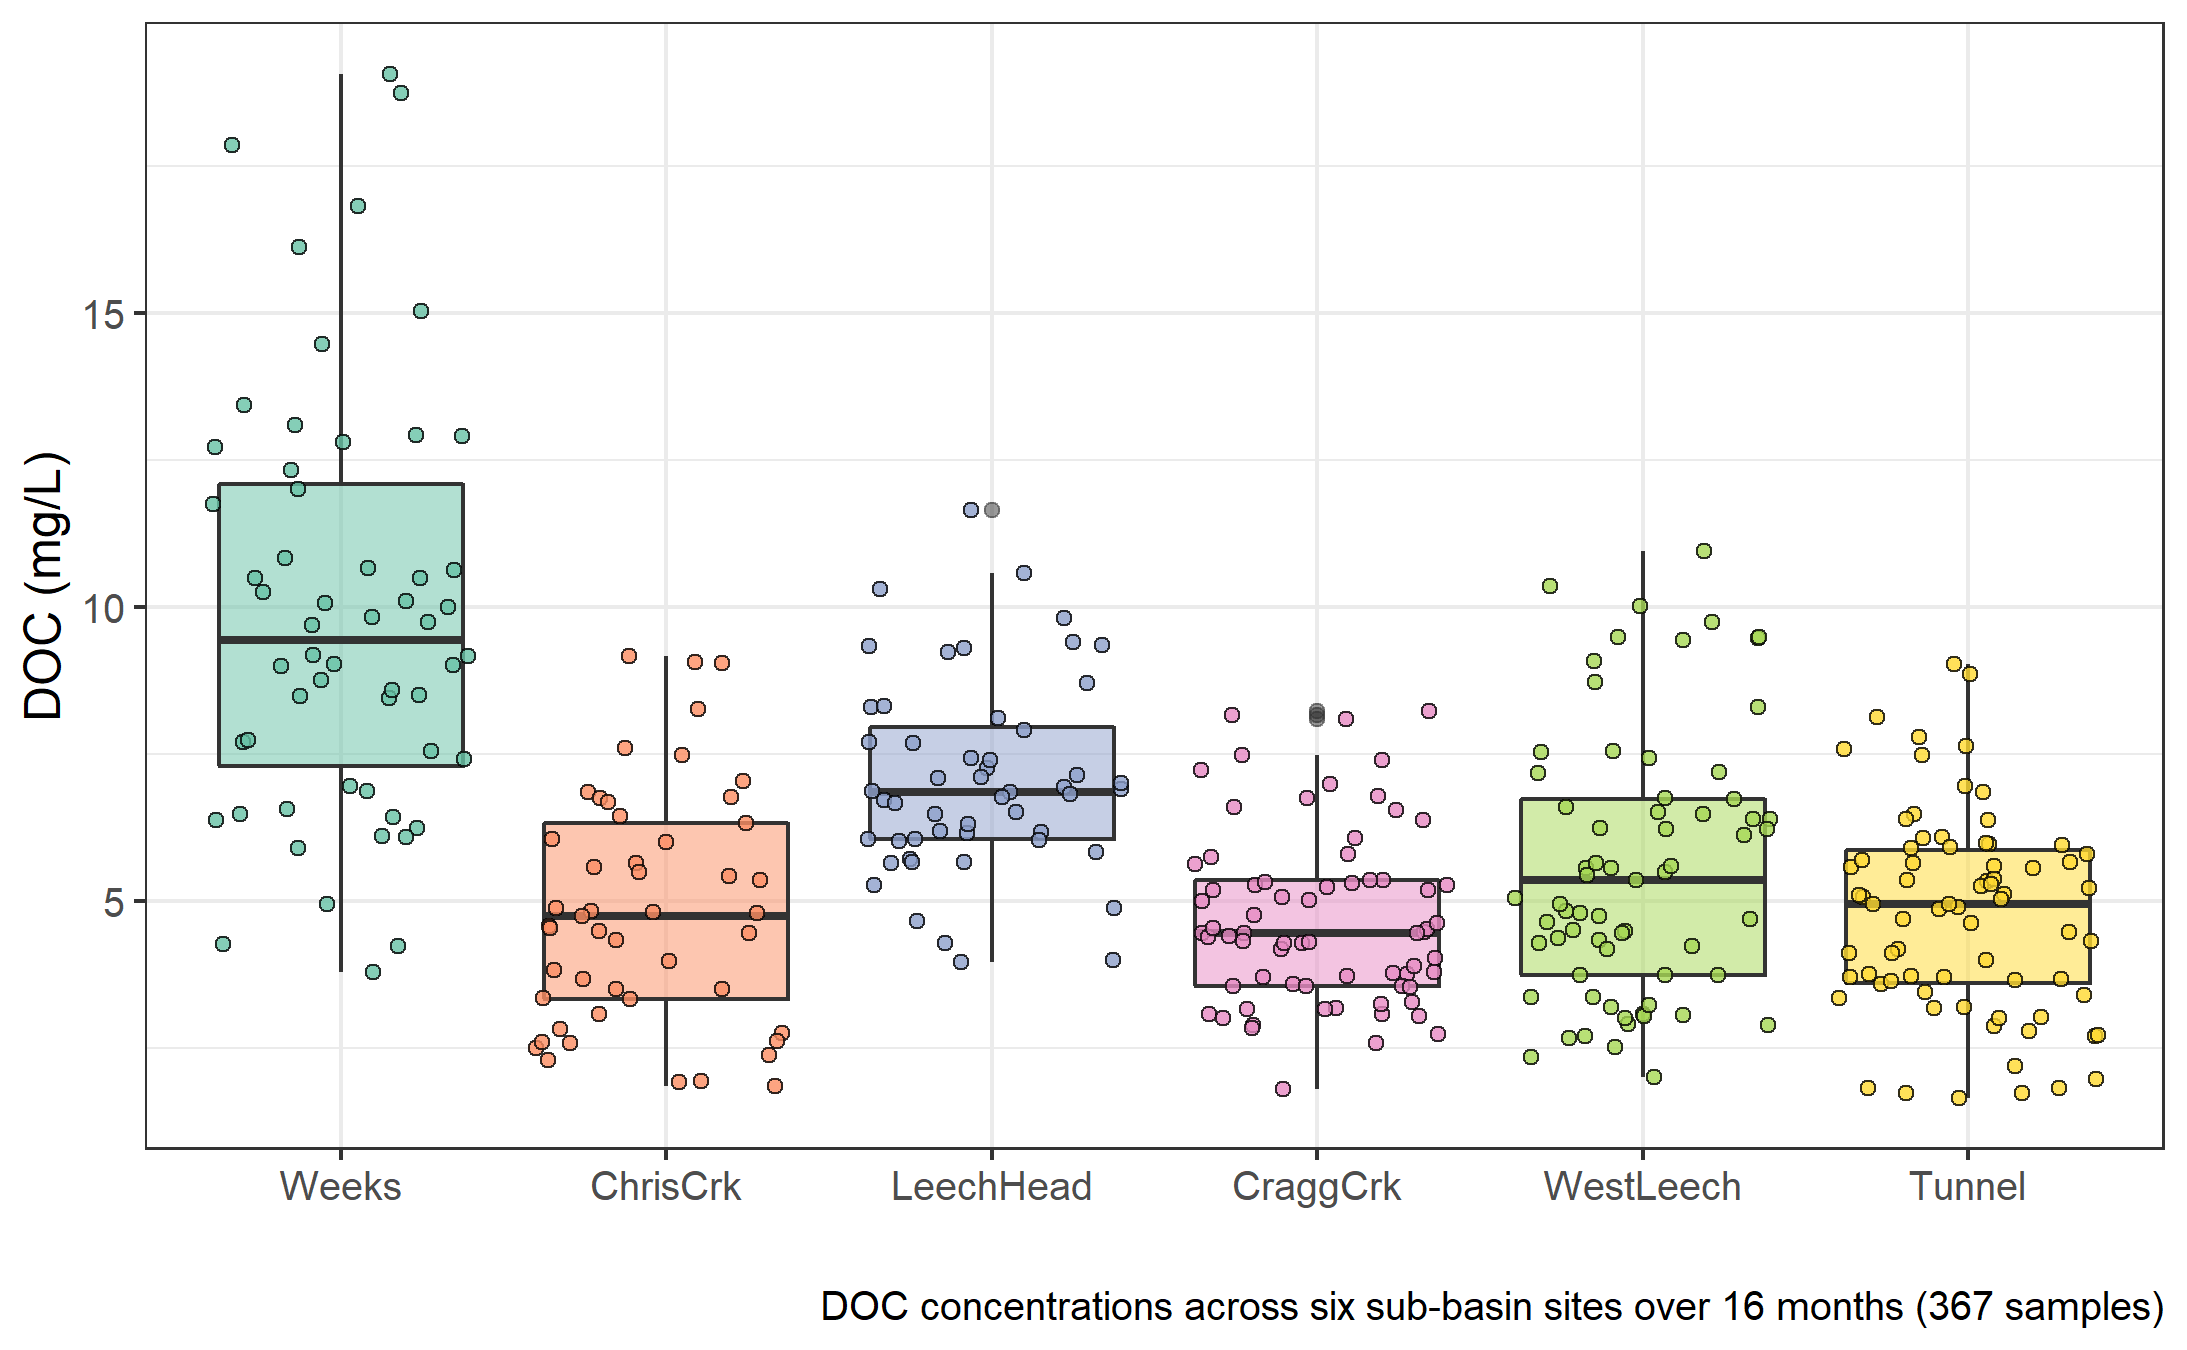 DOC (mg/L)
15
10
5
Weeks
ChrisCrk
LeechHead
CraggCrk
WestLeech
Tunnel
DOC concentrations across six sub-basin sites over 16 months (367 samples)